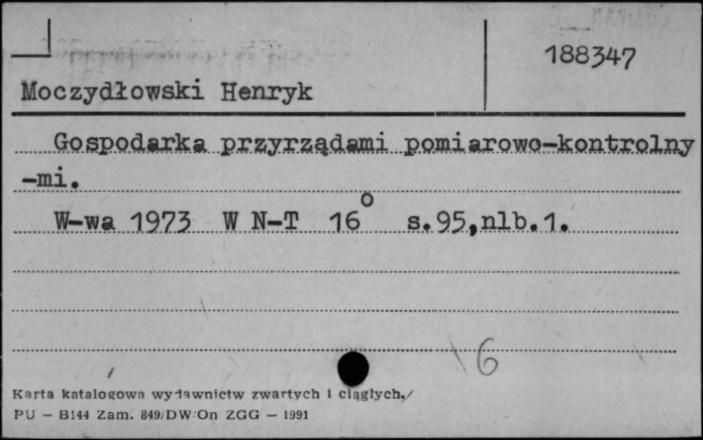 188347
Moczydłowski Henryk
Gospodarka przyrządami pomiarowo-kontrolny
-mi.
W-wa 1973 W N-T 16° s.95,nlb.1.
6
Karta katalogowa wydawnictw zwartych i ciągłych.
PU — B144 Zam. 849/DW/On ZGG — 1991